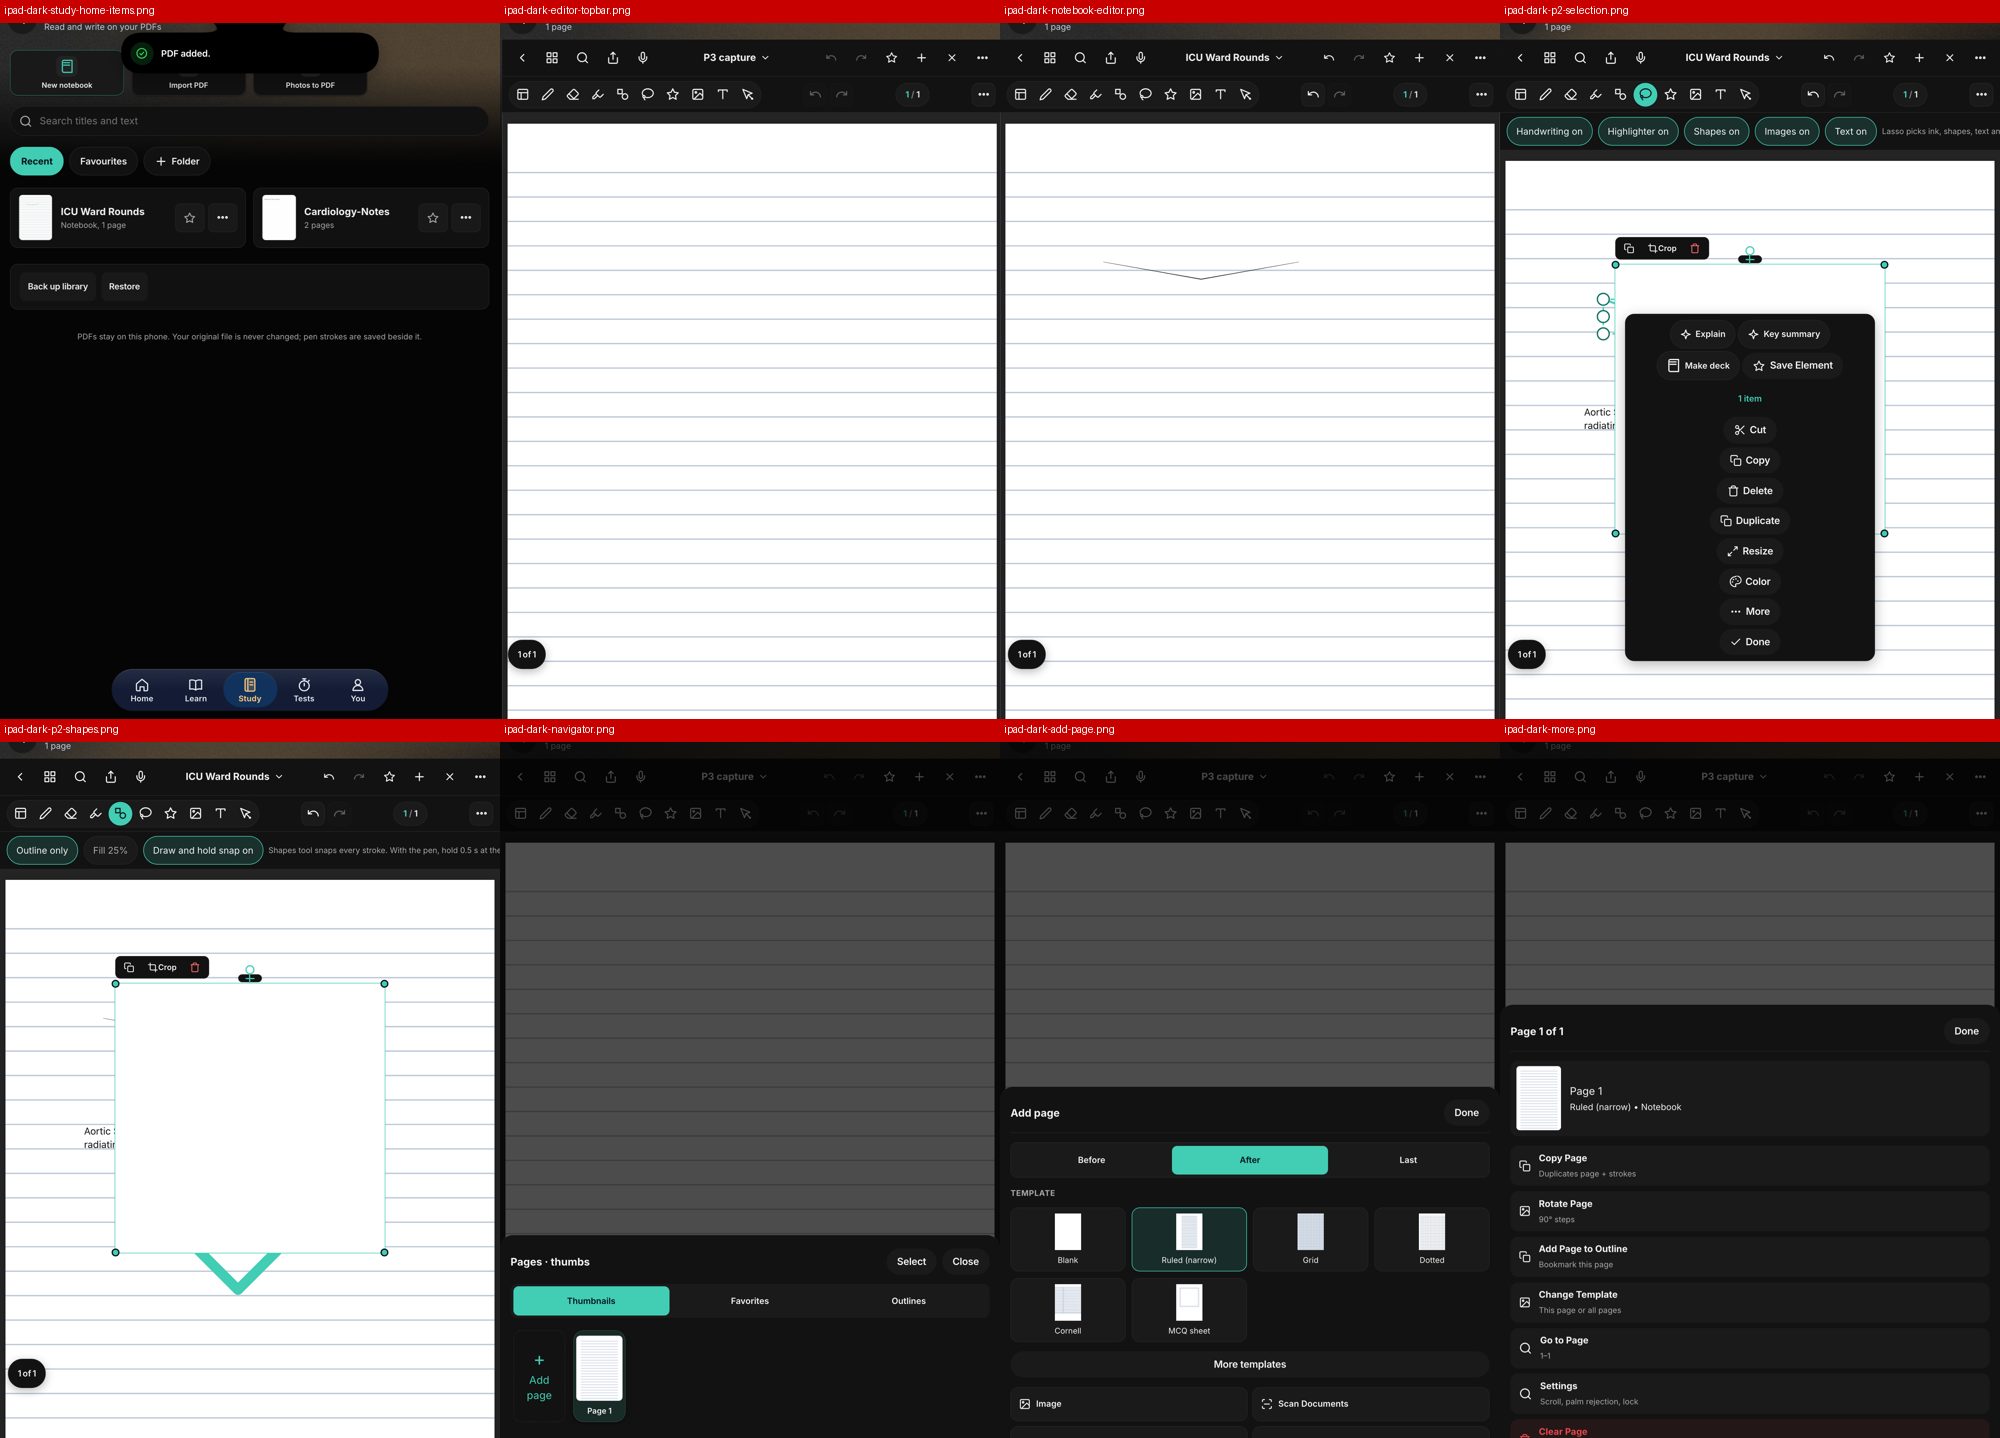 ipad-dark-study-home-items.png
Read and write on your PDFs
PDF added.
New notebook
Import PDF
Photos to PDF
Search titles and text
Recent
Favourites
+ Folder
ICU Ward Rounds
Notebook, 1 page
Cardiology-Notes
2 pages
Back up library
Restore
PDFs stay on this phone. Your original file is never changed; pen strokes are saved beside it.
Home
Learn
Study
Tests
You
ipad-dark-editor-topbar.png
1 page
P3 capture
1/1
1 of 1
ipad-dark-notebook-editor.png
1 page
ICU Ward Rounds
1/1
1 of 1
ipad-dark-p2-selection.png
1 page
ICU Ward Rounds
1/1
Handwriting on
Highlighter on
Shapes on
Images on
Text on
Lasso picks ink, shapes, text an
Crop
Explain
Key summary
Make deck
Save Element
1 item
Aortic
radiatin
Cut
Copy
Delete
Duplicate
Resize
Color
More
Done
1 of 1
ipad-dark-p2-shapes.png
1 page
ICU Ward Rounds
1/1
Outline only
Fill 25%
Draw and hold snap on
Shapes tool snaps every stroke. With the pen, hold 0.5 s at the
Crop
Aortic
radiatin
1 of 1
ipad-dark-navigator.png
1 page
P3 capture
1/1
Pages · thumbs
Select
Close
Thumbnails
Favorites
Outlines
+
Add
page
Page 1
ipad-dark-add-page.png
1 page
P3 capture
1/1
Add page
Done
Before
After
Last
TEMPLATE
Blank
Ruled (narrow)
Grid
Dotted
Cornell
MCQ sheet
More templates
Image
Scan Documents
ipad-dark-more.png
1 page
P3 capture
1/1
Page 1 of 1
Done
Page 1
Ruled (narrow) • Notebook
Copy Page
Duplicates page + strokes
Rotate Page
90° steps
Add Page to Outline
Bookmark this page
Change Template
This page or all pages
Go to Page
1–1
Settings
Scroll, palm rejection, lock
Clear Page